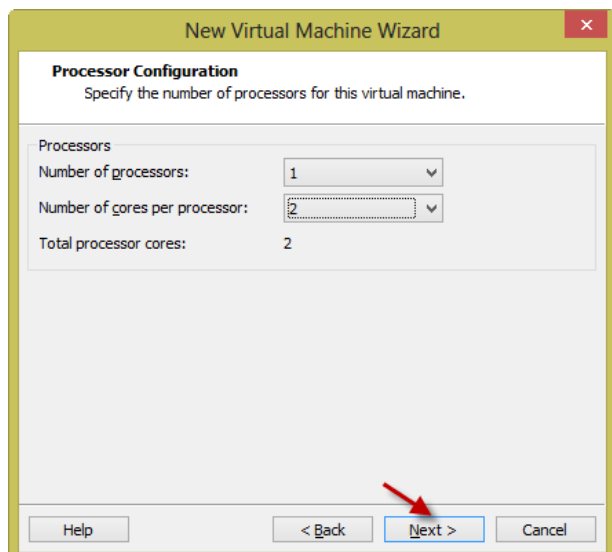 New Virtual Machine Wizard
Processor Configuration
Specify the number of processors for this virtual machine.
Processors
Number of processors: 1
Number of cores per processor: 2
Total processor cores: 2
Help < Back Next > Cancel